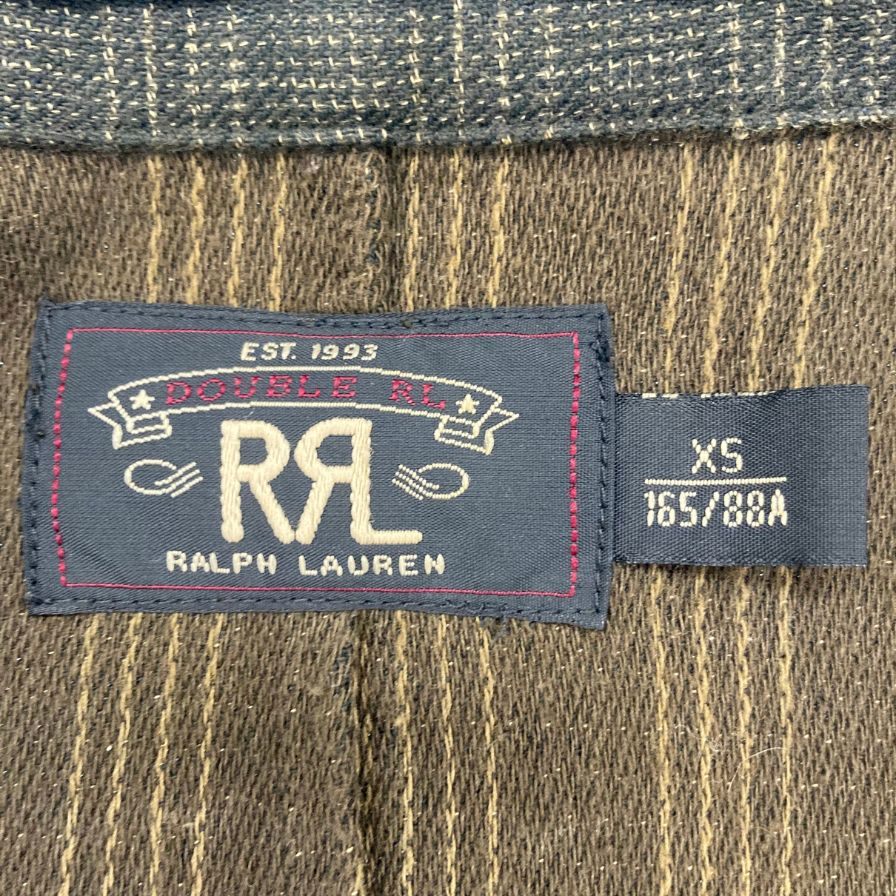 EST. 1993
DOUBLE RL
RRL
RALPH LAUREN
XS
165/88A